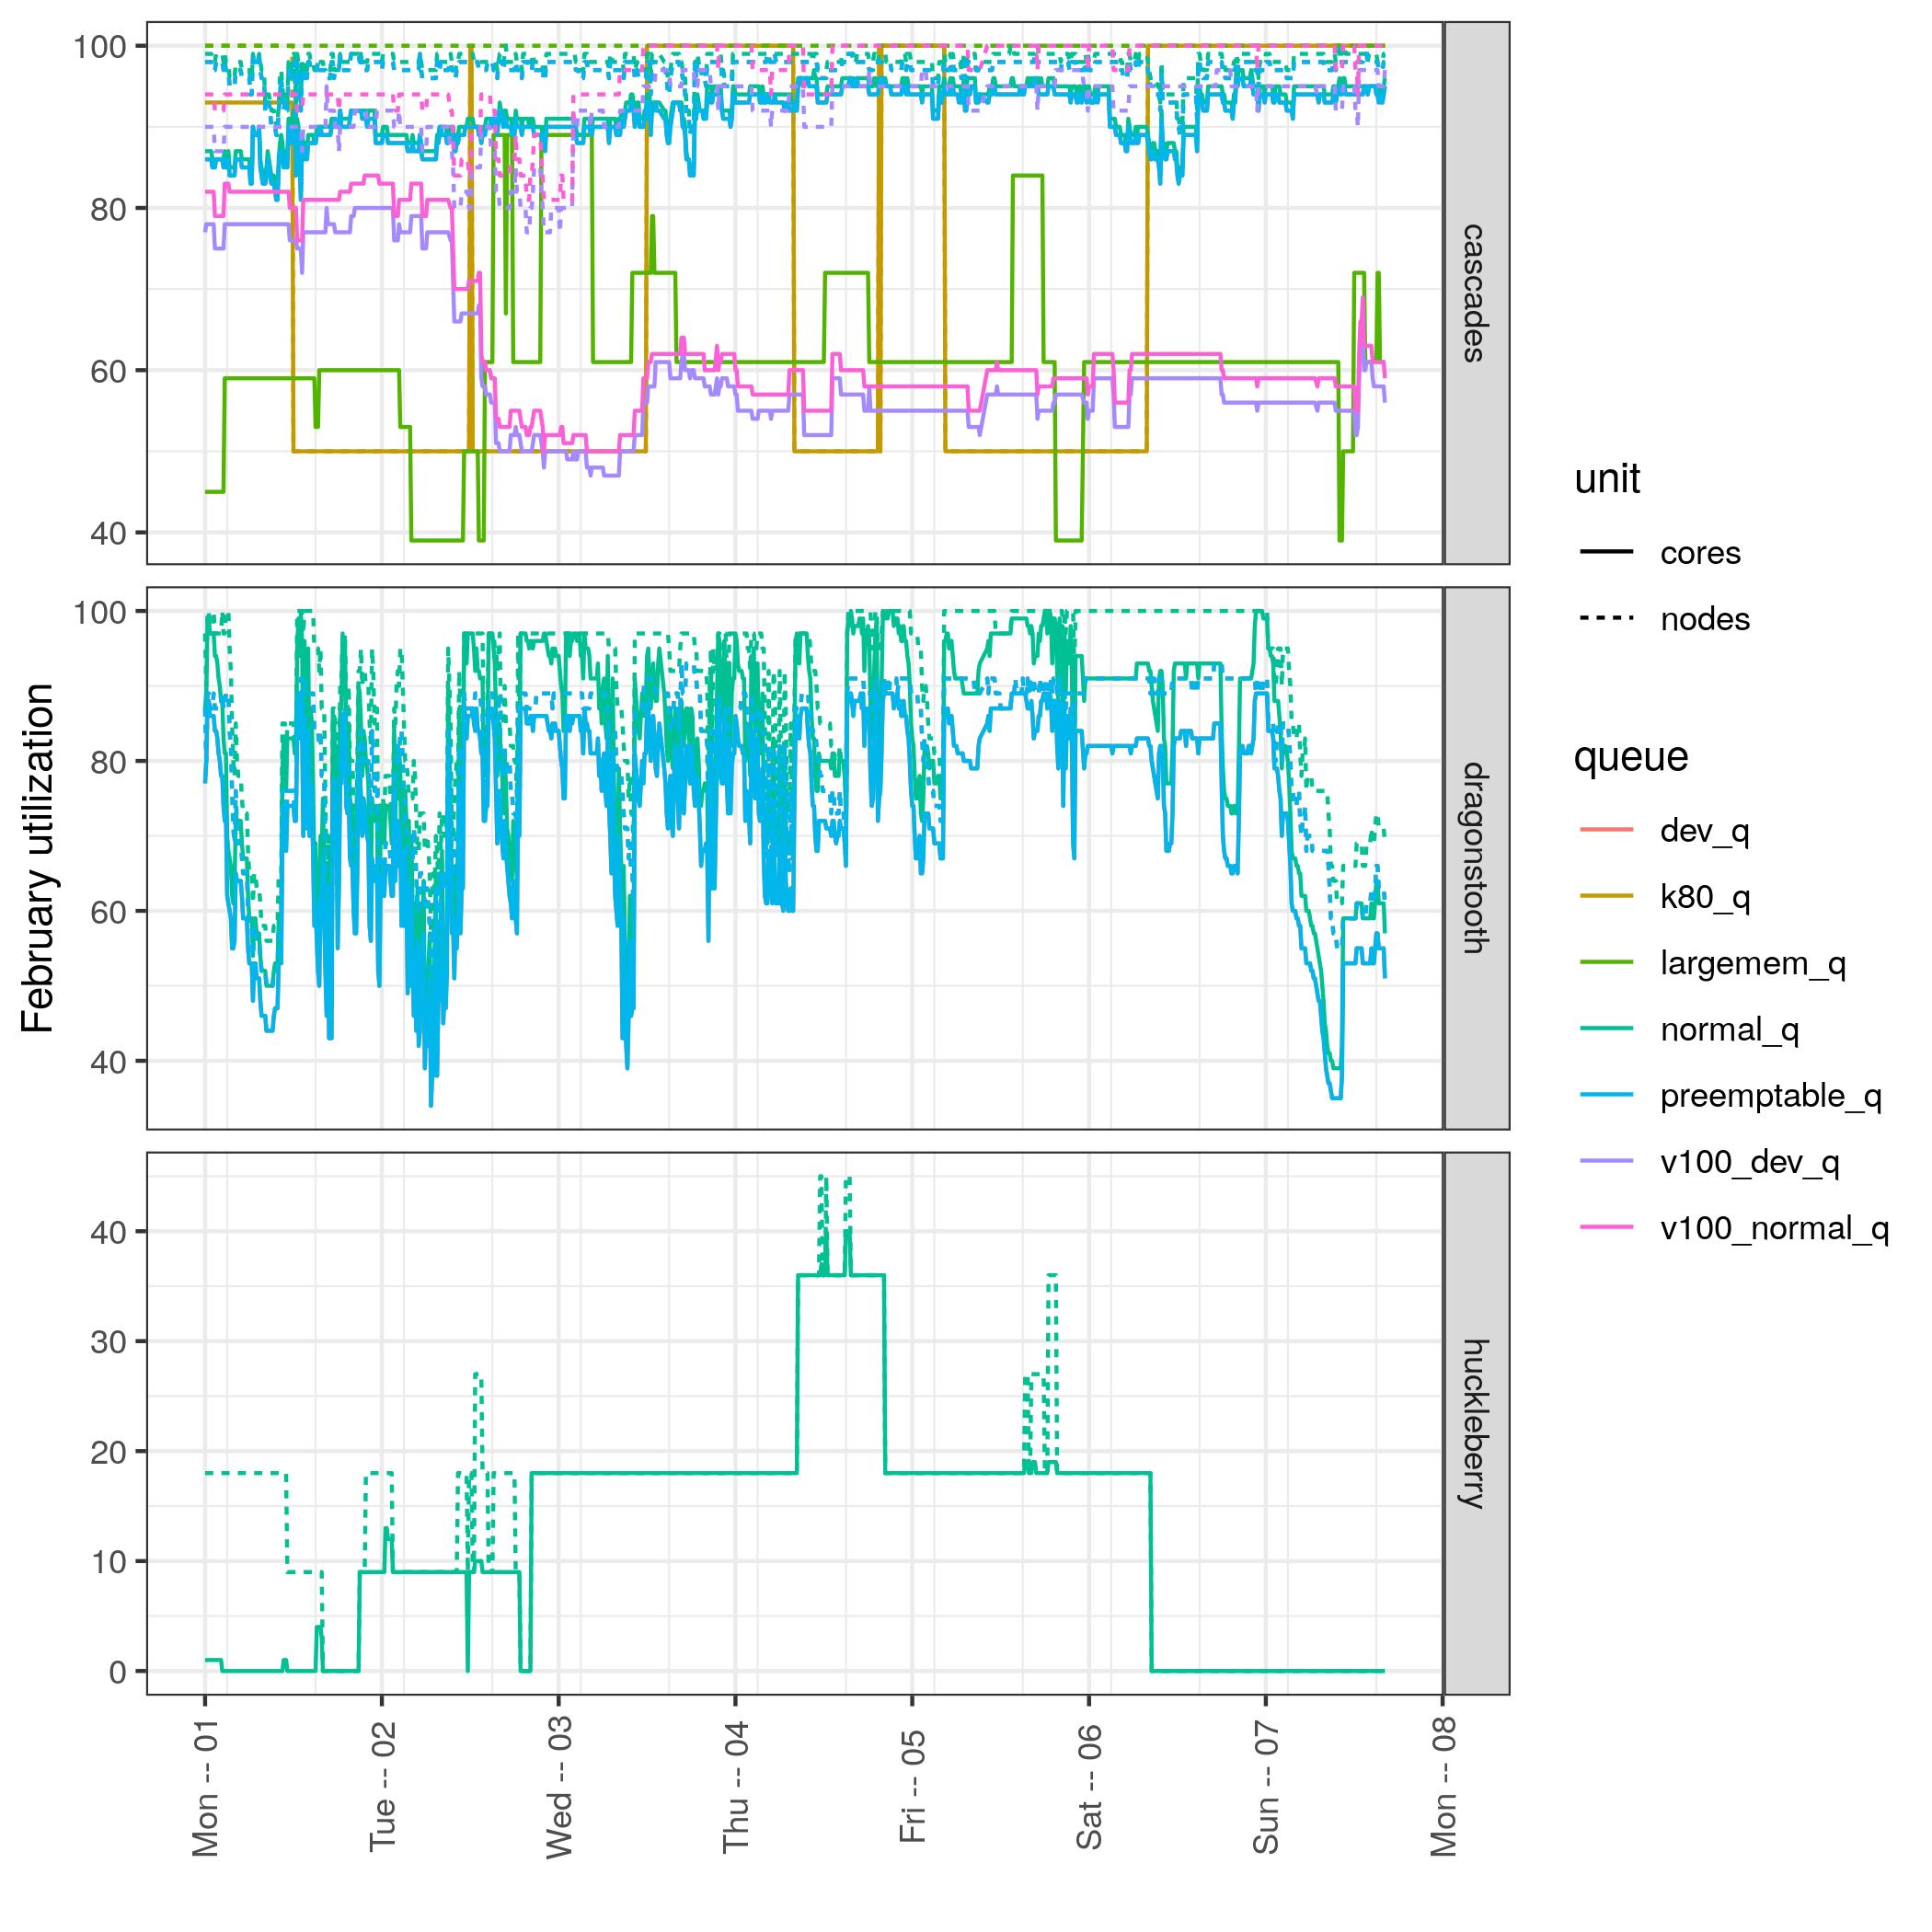 February utilization
100
80
60
40
cascades
100
80
60
40
dragonstooth
40
30
20
10
0
huckleberry
Mon -- 01
Tue -- 02
Wed -- 03
Thu -- 04
Fri -- 05
Sat -- 06
Sun -- 07
Mon -- 08
unit
cores
nodes
queue
dev_q
k80_q
largemem_q
normal_q
preemptable_q
v100_dev_q
v100_normal_q